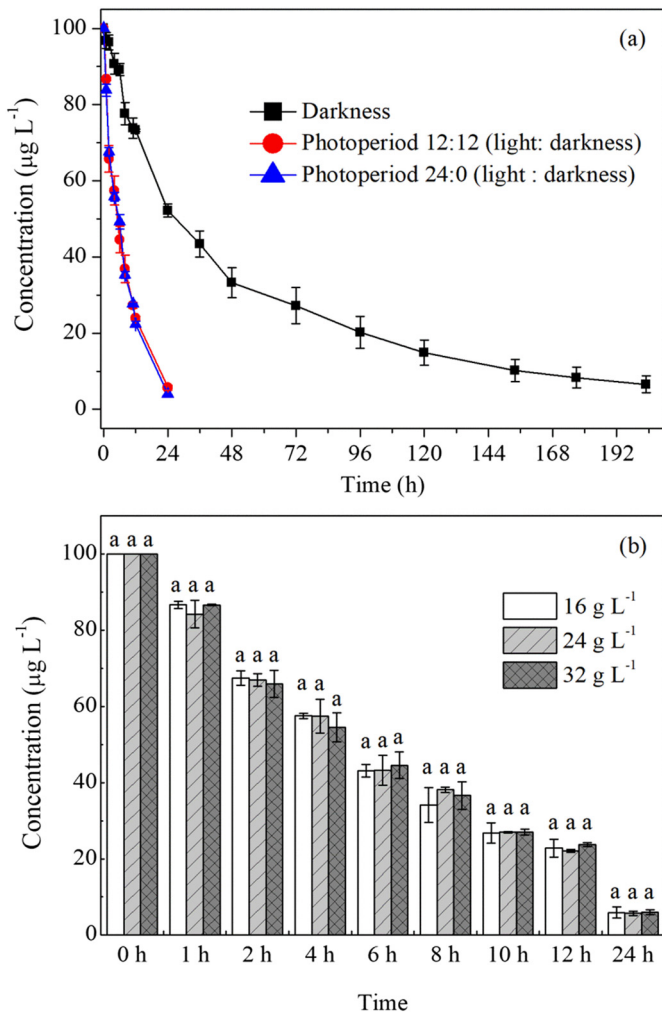 (a)
Darkness
Photoperiod 12:12 (light: darkness)
Photoperiod 24:0 (light : darkness)
Concentration (µg L⁻¹)
100
80
60
40
20
0
0 24 48 72 96 120 144 168 192
Time (h)
(b)
16 g L⁻¹
24 g L⁻¹
32 g L⁻¹
Concentration (µg L⁻¹)
100
80
60
40
20
0
a a a
a a a
a a a
a a a
a a a
a a a
a a a
a a a
a a a
0 h 1 h 2 h 4 h 6 h 8 h 10 h 12 h 24 h
Time